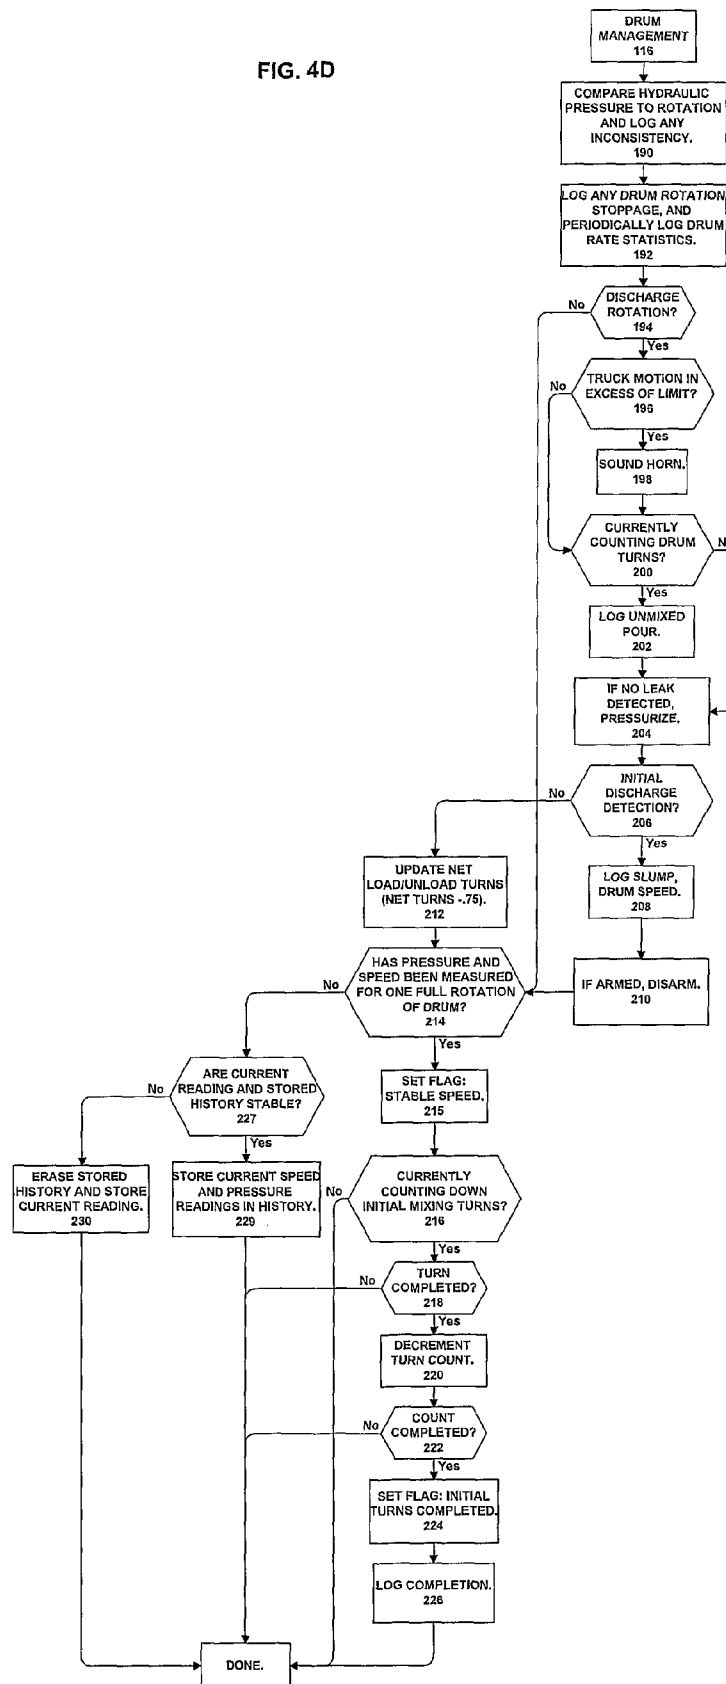 FIG. 4D
DRUM
MANAGEMENT
116
COMPARE HYDRAULIC
PRESSURE TO ROTATION
AND LOG ANY
INCONSISTENCY.
190
LOG ANY DRUM ROTATION
STOPPAGE, AND
PERIODICALLY LOG DRUM
RATE STATISTICS.
192
No
DISCHARGE
ROTATION?
194
Yes
No
TRUCK MOTION IN
EXCESS OF LIMIT?
196
Yes
SOUND HORN.
198
CURRENTLY
COUNTING DRUM
TURNS?
200
N
Yes
LOG UNMIXED
POUR.
202
IF NO LEAK
DETECTED,
PRESSURIZE.
204
No
INITIAL
DISCHARGE
DETECTION?
206
Yes
UPDATE NET
LOAD/UNLOAD TURNS
(NET TURNS -.75).
212
LOG SLUMP,
DRUM SPEED.
208
No
HAS PRESSURE AND
SPEED BEEN MEASURED
FOR ONE FULL ROTATION
OF DRUM?
214
IF ARMED, DISARM.
210
Yes
No
ARE CURRENT
READING AND STORED
HISTORY STABLE?
227
Yes
SET FLAG:
STABLE SPEED.
215
ERASE STORED
HISTORY AND STORE
CURRENT READING.
230
STORE CURRENT SPEED
AND PRESSURE
READINGS IN HISTORY.
229
No
CURRENTLY
COUNTING DOWN
INITIAL MIXING TURNS?
216
Yes
No
TURN
COMPLETED?
218
Yes
DECREMENT
TURN COUNT.
220
No
COUNT
COMPLETED?
222
Yes
SET FLAG: INITIAL
TURNS COMPLETED.
224
LOG COMPLETION.
226
DONE.